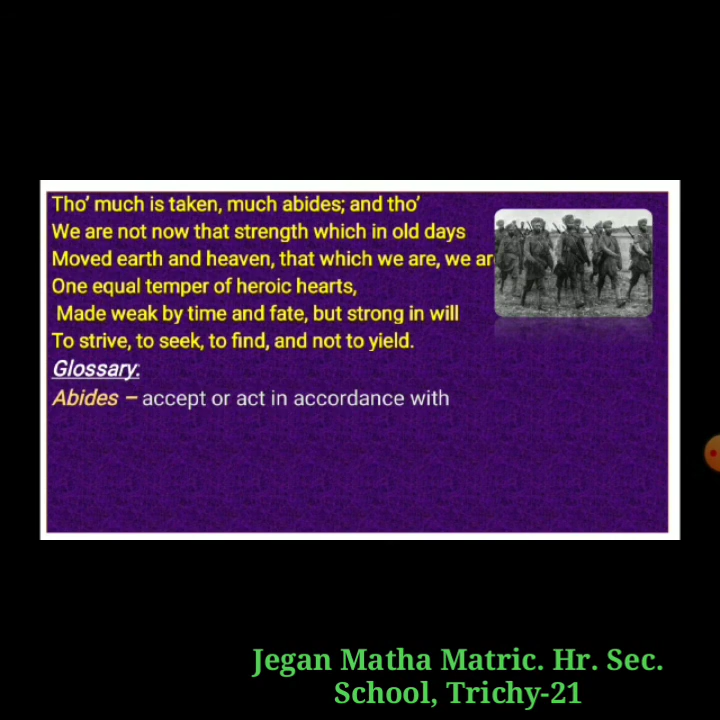 Tho’ much is taken, much abides; and tho’
We are not now that strength which in old days
Moved earth and heaven, that which we are, we ar
One equal temper of heroic hearts,
Made weak by time and fate, but strong in will
To strive, to seek, to find, and not to yield.
Glossary:
Abides – accept or act in accordance with
Jegan Matha Matric. Hr. Sec.
School, Trichy-21